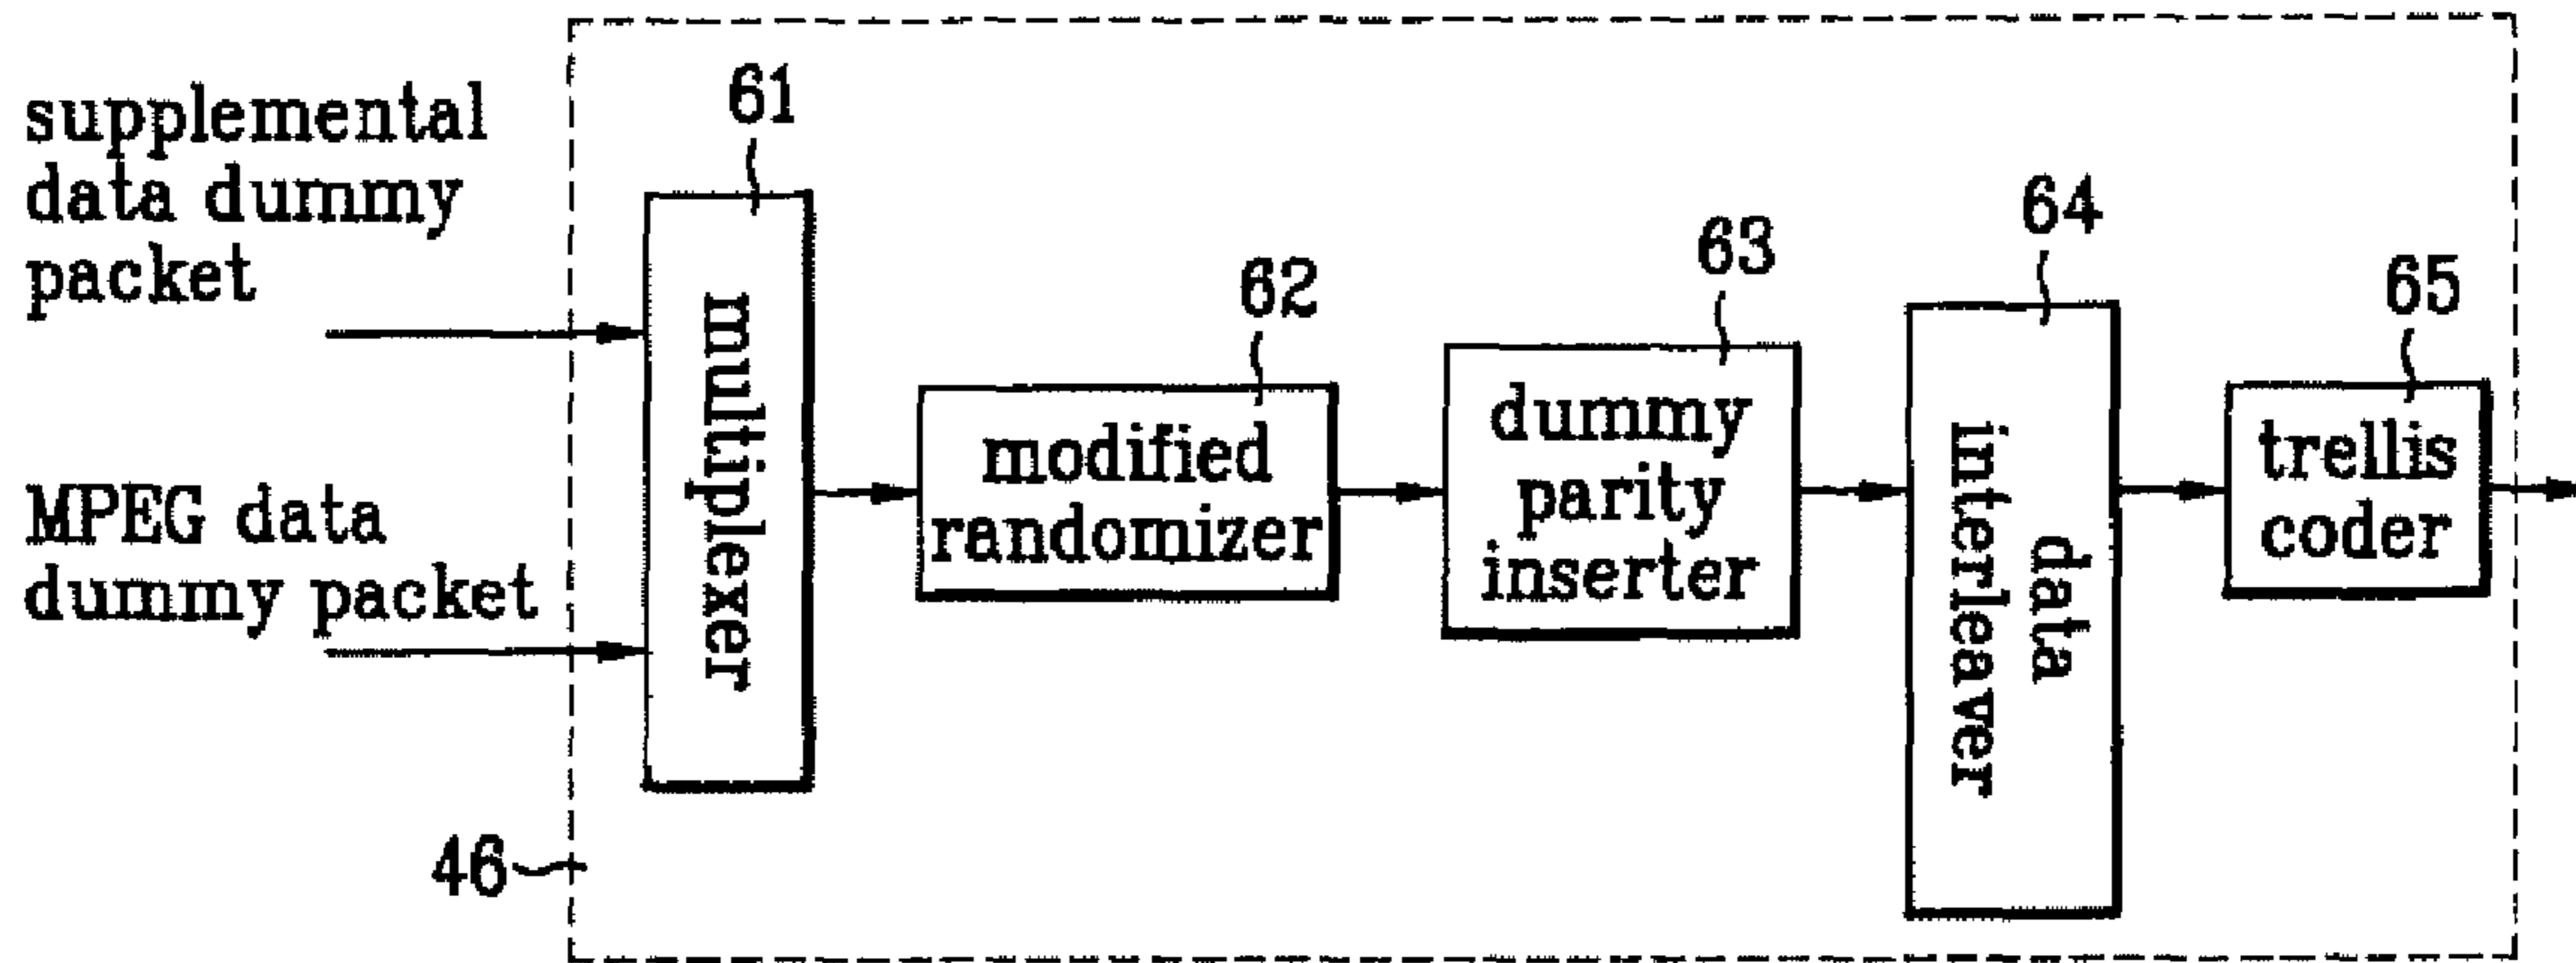 supplemental
data dummy
packet
MPEG data
dummy packet
46
61
multiplexer
62
modified
randomizer
63
dummy
parity
inserter
64
data
interleaver
65
trellis
coder